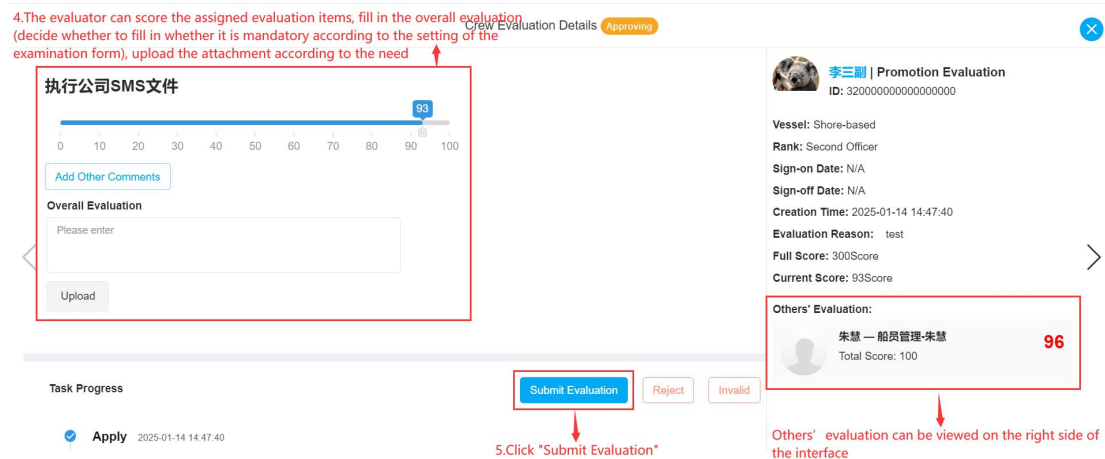 4.The evaluator can score the assigned evaluation items, fill in the overall evaluation
(decide whether to fill in whether it is mandatory according to the setting of the
examination form), upload the attachment according to the need
Crew Evaluation Details Approving
执行公司SMS文件
93
0 10 20 30 40 50 60 70 80 90 100
Add Other Comments
Overall Evaluation
Please enter
Upload
李三副 | Promotion Evaluation
ID: 320000000000000000
Vessel: Shore-based
Rank: Second Officer
Sign-on Date: N/A
Sign-off Date: N/A
Creation Time: 2025-01-14 14:47:40
Evaluation Reason: test
Full Score: 300Score
Current Score: 93Score
Others' Evaluation:
朱慧 — 船员管理-朱慧
Total Score: 100
96
Others' evaluation can be viewed on the right side of
the interface
Task Progress
Submit Evaluation Reject Invalid
Apply 2025-01-14 14:47:40
5.Click "Submit Evaluation"